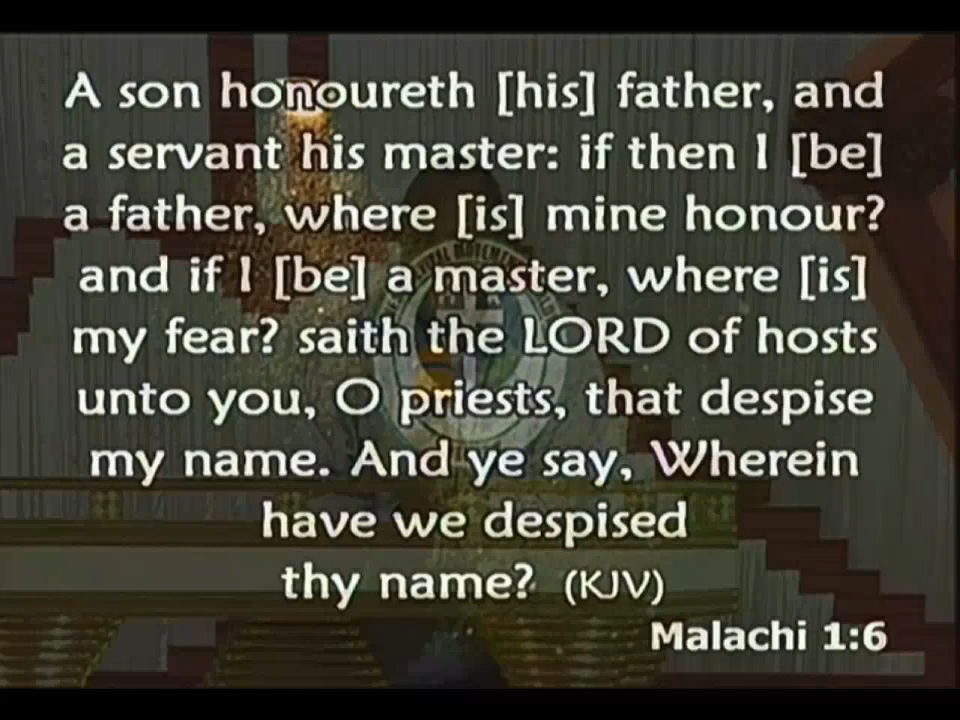 A son honoureth [his] father, and
a servant his master: if then I [be]
a father, where [is] mine honour?
and if I [be] a master, where [is]
my fear? saith the LORD of hosts
unto you, O priests, that despise
my name. And ye say, Wherein
have we despised
thy name? (KJV)
Malachi 1:6